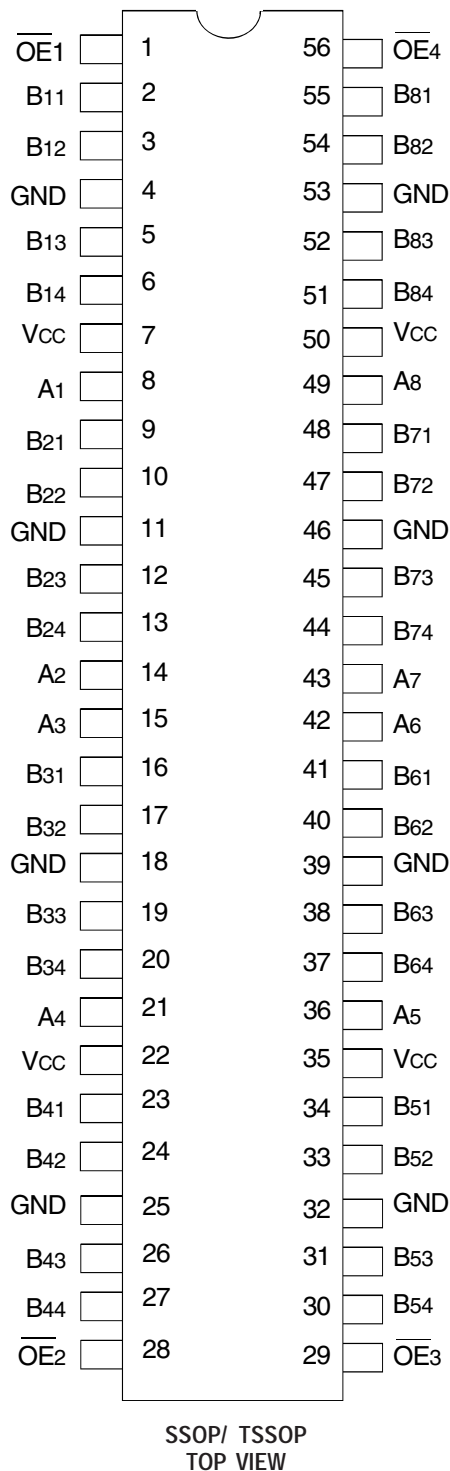 OE1 1 56 OE4
B11 2 55 B81
B12 3 54 B82
GND 4 53 GND
B13 5 52 B83
B14 6 51 B84
VCC 7 50 VCC
A1 8 49 A8
B21 9 48 B71
B22 10 47 B72
GND 11 46 GND
B23 12 45 B73
B24 13 44 B74
A2 14 43 A7
A3 15 42 A6
B31 16 41 B61
B32 17 40 B62
GND 18 39 GND
B33 19 38 B63
B34 20 37 B64
A4 21 36 A5
VCC 22 35 VCC
B41 23 34 B51
B42 24 33 B52
GND 25 32 GND
B43 26 31 B53
B44 27 30 B54
OE2 28 29 OE3
SSOP/ TSSOP
TOP VIEW